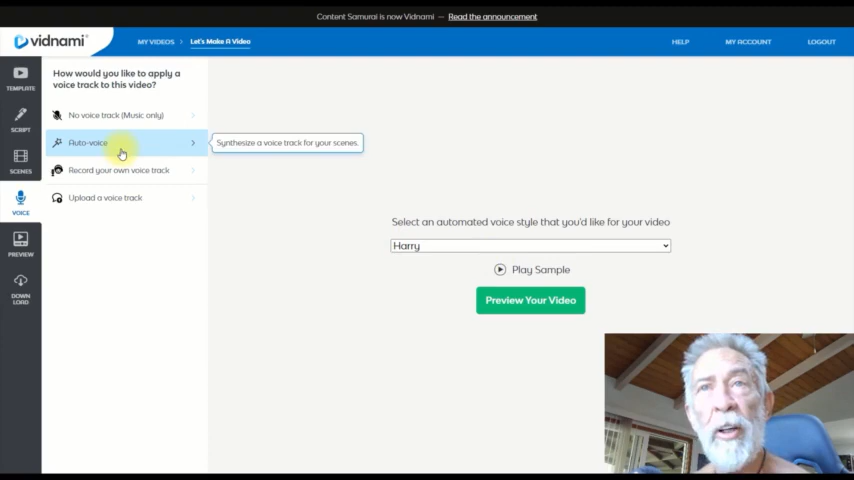 Content Samurai is now Vidnami — Read the announcement
vidnami
MY VIDEOS > Let's Make A Video
HELP
MY ACCOUNT
LOGOUT
TEMPLATE
SCRIPT
SCENES
VOICE
PREVIEW
DOWN
LOAD
How would you like to apply a
voice track to this video?
No voice track (Music only)
Auto-voice
Record your own voice track
Upload a voice track
Synthesize a voice track for your scenes.
Select an automated voice style that you'd like for your video
Harry
Play Sample
Preview Your Video